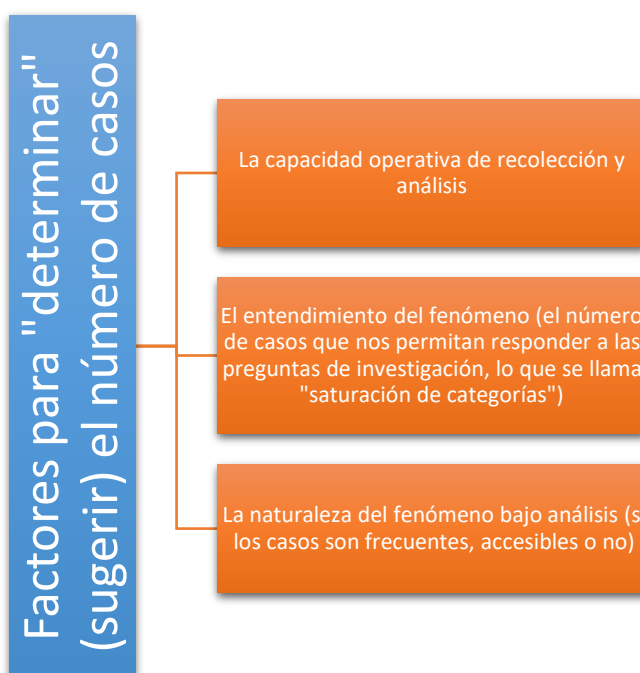 Factores para "determinar"
(sugerir) el número de casos
La capacidad operativa de recolección y
análisis
El entendimiento del fenómeno (el número
de casos que nos permitan responder a las
preguntas de investigación, lo que se llama
"saturación de categorías")
La naturaleza del fenómeno bajo análisis (s
los casos son frecuentes, accesibles o no)